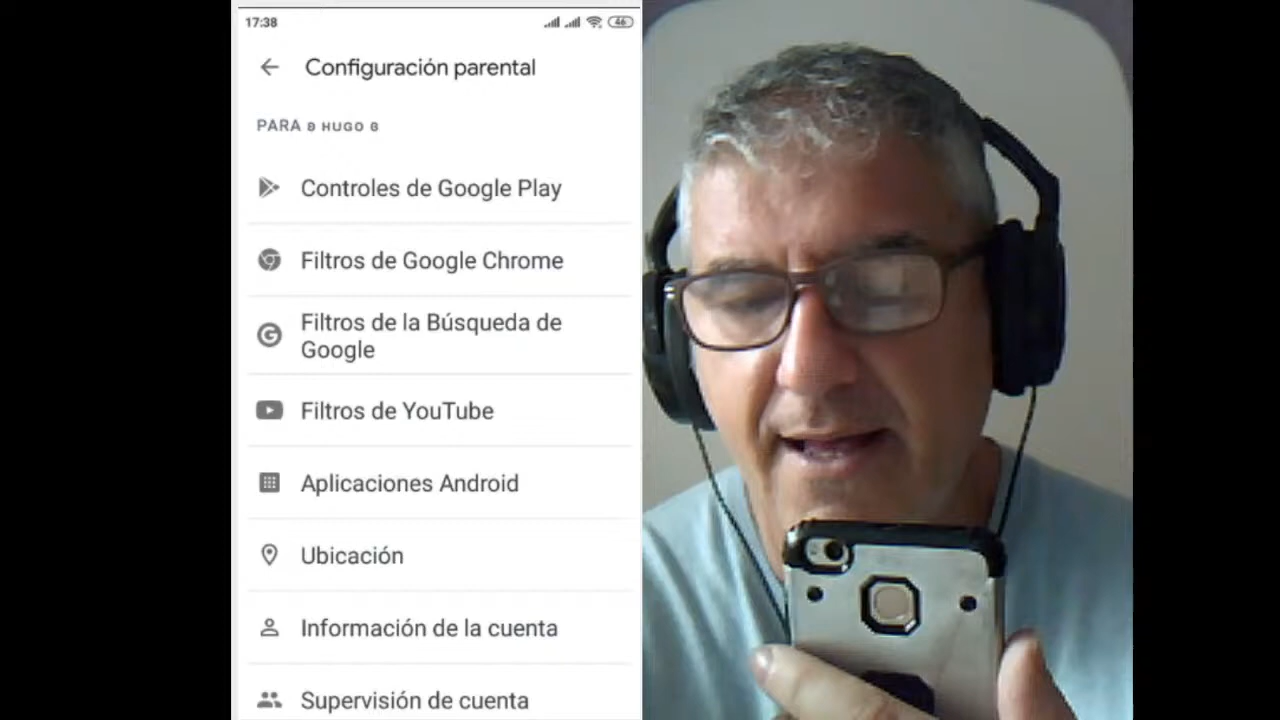 17:38
46
Configuración parental
PARA B HUGO B
Controles de Google Play
Filtros de Google Chrome
Filtros de la Búsqueda de
Google
Filtros de YouTube
Aplicaciones Android
Ubicación
Información de la cuenta
Supervisión de cuenta